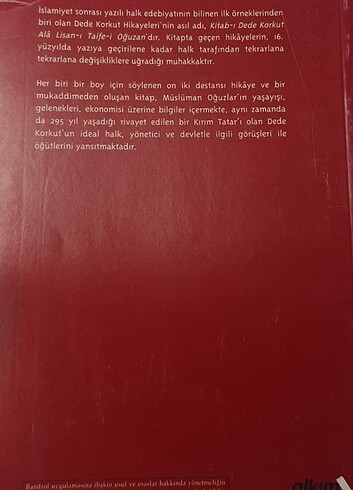 İslamiyet sonrası yazılı halk edebiyatının bilinen ilk örneklerinden
biri olan Dede Korkut Hikayeleri'nin asıl adı, Kitab-ı Dede Korkut
Alâ Lisan-ı Taife-i Oğuzan'dır. Kitapta geçen hikâyelerin, 16.
yüzyılda yazıya geçirilene kadar halk tarafından tekrarlana
tekrarlana değişikliklere uğradığı muhakkaktır.
Her biri bir boy için söylenen on iki destansı hikâye ve bir
mukaddimeden oluşan kitap, Müslüman Oğuzlar'ın yaşayışı,
gelenekleri, ekonomisi üzerine bilgiler içermekte, aynı zamanda
da 295 yıl yaşadığı rivayet edilen bir Kırım Tatar'ı olan Dede
Korkut'un ideal halk, yönetici ve devletle ilgili görüşleri ile
öğütlerini yansıtmaktadır.
Bandrol uygulamasına ilişkin usul ve esaslar hakkında yönetmeliğin
alkım